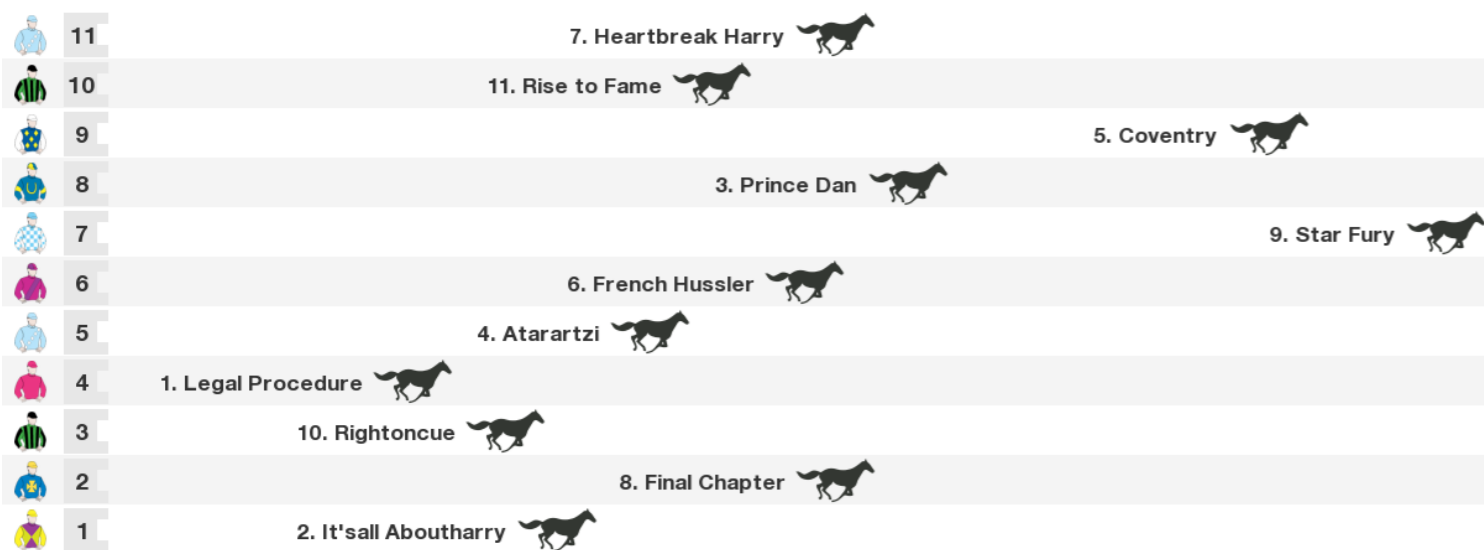 11 7. Heartbreak Harry
10 11. Rise to Fame
9 5. Coventry
8 3. Prince Dan
7 9. Star Fury
6 6. French Hussler
5 4. Atarartzi
4 1. Legal Procedure
3 10. Rightoncue
2 8. Final Chapter
1 2. It'sall Aboutharry